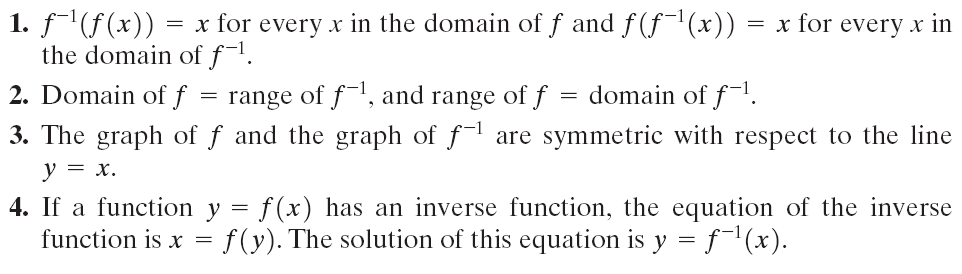 1. f⁻¹(f(x)) = x for every x in the domain of f and f(f⁻¹(x)) = x for every x in
the domain of f⁻¹.
2. Domain of f = range of f⁻¹, and range of f = domain of f⁻¹.
3. The graph of f and the graph of f⁻¹ are symmetric with respect to the line
y = x.
4. If a function y = f(x) has an inverse function, the equation of the inverse
function is x = f(y). The solution of this equation is y = f⁻¹(x).